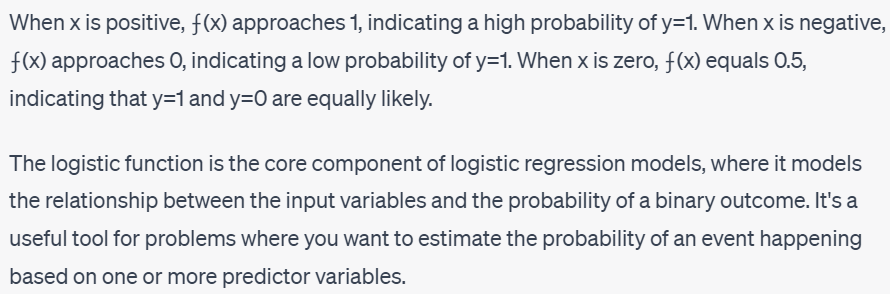 When x is positive, ƒ(x) approaches 1, indicating a high probability of y=1. When x is negative,
ƒ(x) approaches 0, indicating a low probability of y=1. When x is zero, ƒ(x) equals 0.5,
indicating that y=1 and y=0 are equally likely.
The logistic function is the core component of logistic regression models, where it models
the relationship between the input variables and the probability of a binary outcome. It's a
useful tool for problems where you want to estimate the probability of an event happening
based on one or more predictor variables.